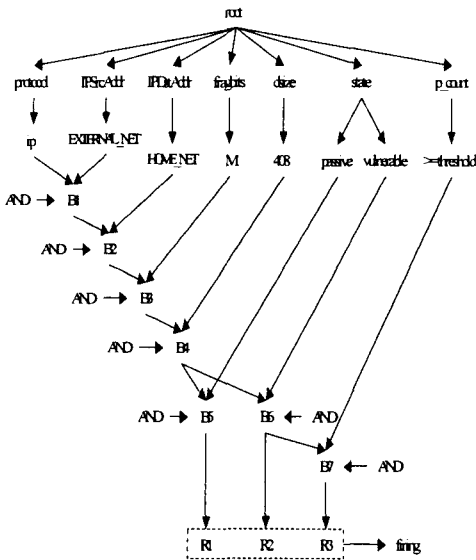 root
protocol IPSrcAddr IPDstAddr fragbits dsize state p_count
ip EXTERNAL_NET
HOME_NET M 408 passive vulnerable >=threshold
AND B1
AND B2
AND B3
AND B4
AND B5 B6 AND
B7 AND
R1 R2 R3 firing